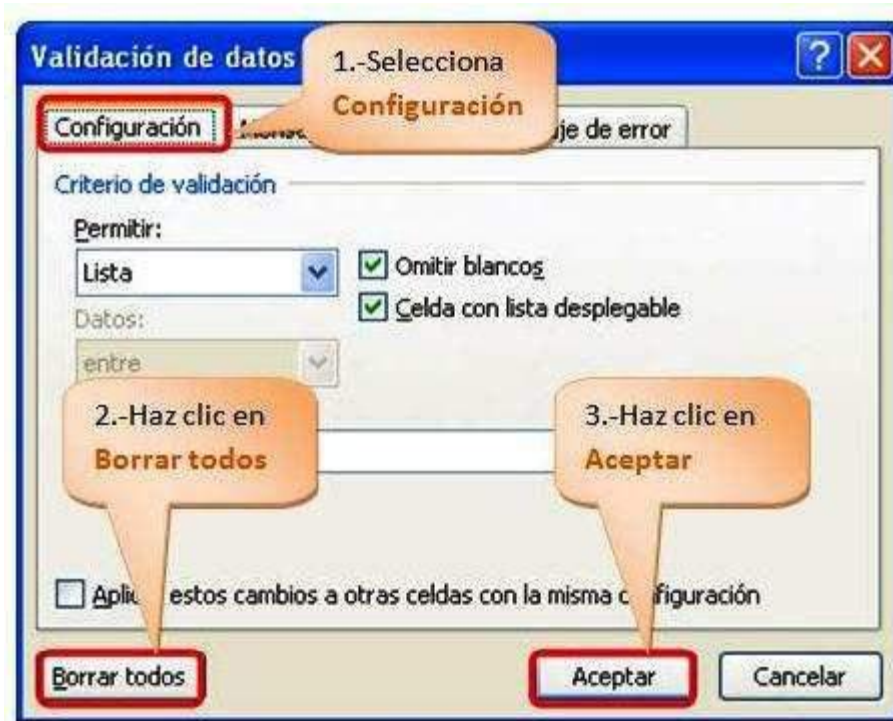 Validación de datos
1.-Selecciona
Configuración
Configuración
je de error
Criterio de validación
Permitir:
Lista
Omitir blancos
Celda con lista desplegable
Datos:
entre
2.-Haz clic en
Borrar todos
3.-Haz clic en
Aceptar
estos cambios a otras celdas con la misma
Borrar todos
Aceptar
Cancelar